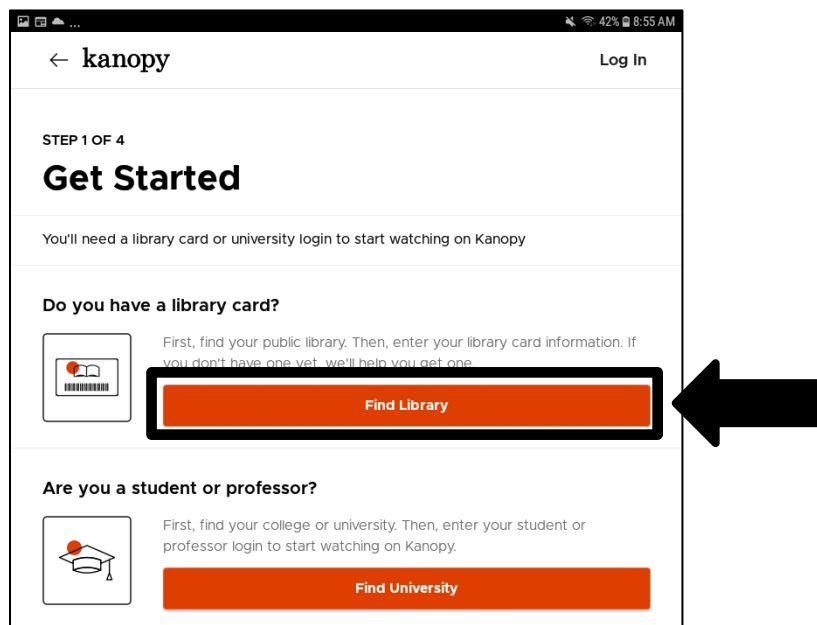 ... 42% 8:55 AM
kanopy Log In
STEP 1 OF 4
Get Started
You'll need a library card or university login to start watching on Kanopy
Do you have a library card?
First, find your public library. Then, enter your library card information. If
you don't have one yet, we'll help you get one.
Find Library
Are you a student or professor?
First, find your college or university. Then, enter your student or
professor login to start watching on Kanopy.
Find University